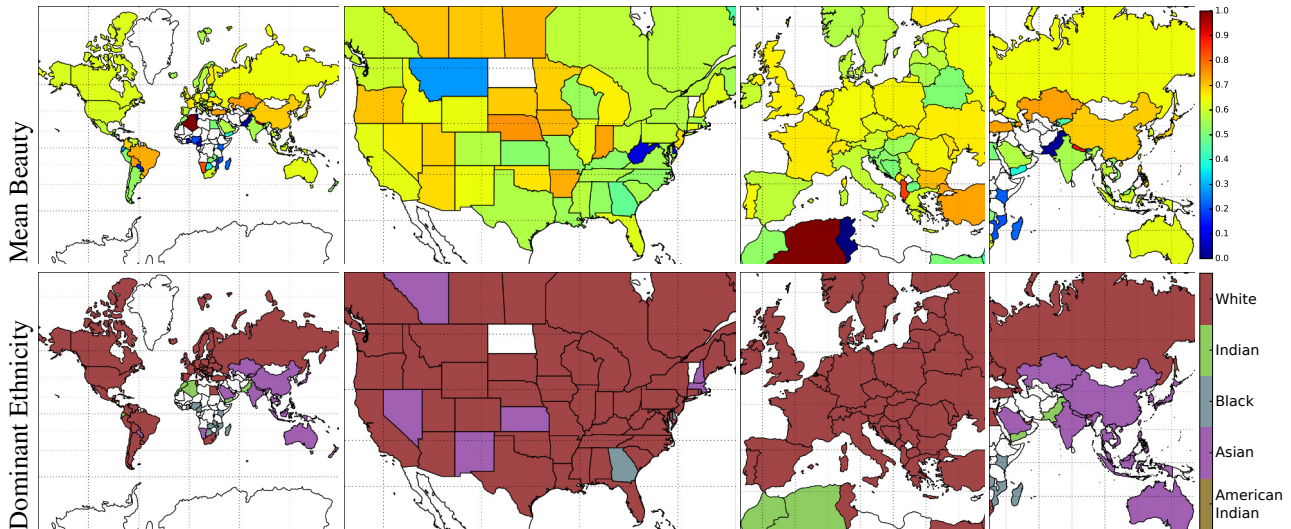 Mean Beauty
1.0
0.9
0.8
0.7
0.6
0.5
0.4
0.3
0.2
0.1
0.0
Dominant Ethnicity
White
Indian
Black
Asian
American
Indian